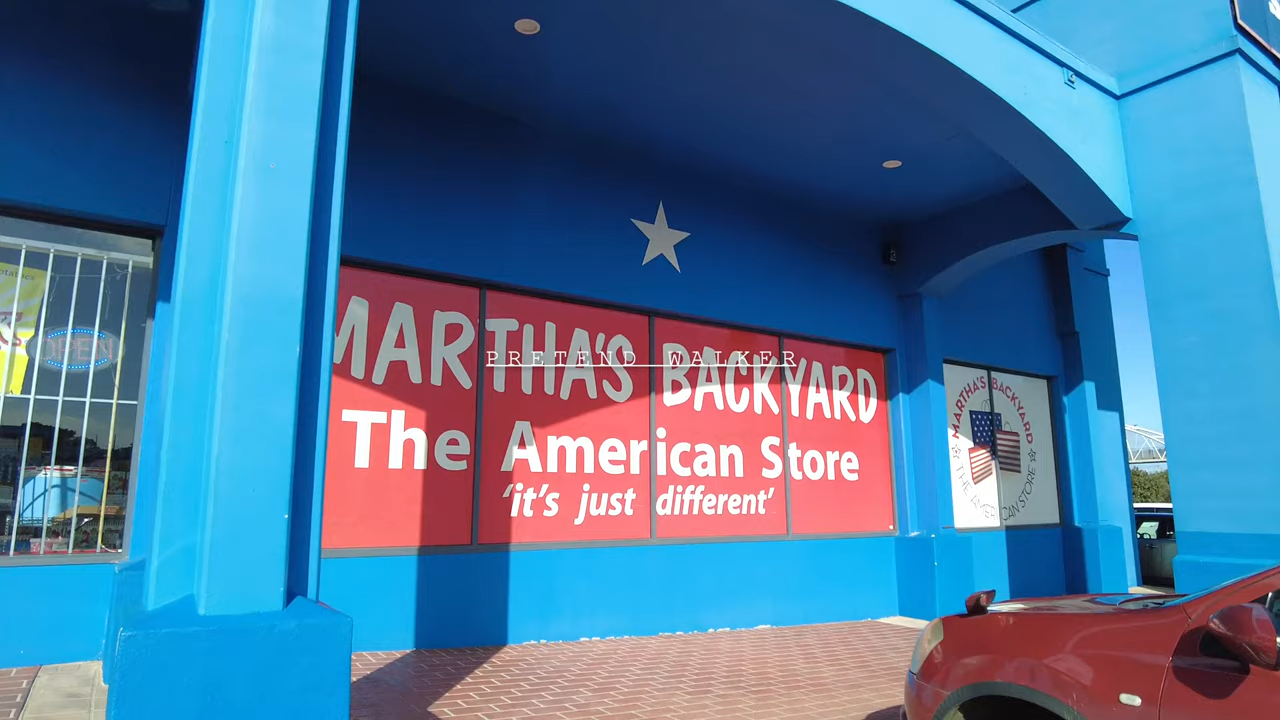 MARTHA'S BACKYARD
The American Store
'it's just different'
PRETEND WALKER
OPEN
MARTHA'S BACKYARD
THE AMERICAN STORE